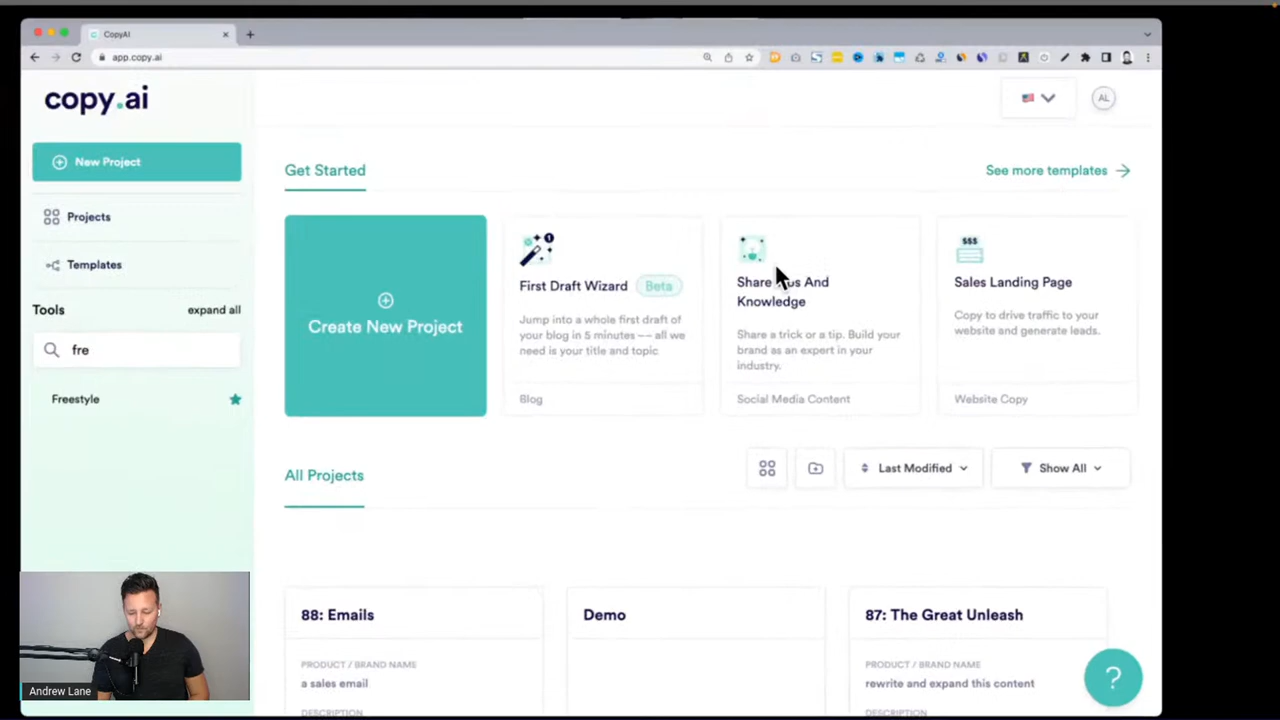 CopyAI
app.copy.ai
copy.ai
AL
New Project
Projects
Templates
Tools
expand all
fre
Freestyle
Get Started
See more templates
Create New Project
First Draft Wizard
Beta
Jump into a whole first draft of
your blog in 5 minutes — all we
need is your title and topic
Blog
And
Knowledge
Share a trick or a tip. Build your
brand as an expert in your
industry.
Social Media Content
$$$
Sales Landing Page
Copy to drive traffic to your
website and generate leads.
Website Copy
All Projects
Last Modified
Show All
88: Emails
PRODUCT / BRAND NAME
a sales email
DESCRIPTION
Demo
87: The Great Unleash
PRODUCT / BRAND NAME
rewrite and expand this content
DESCRIPTION
?
Andrew Lane